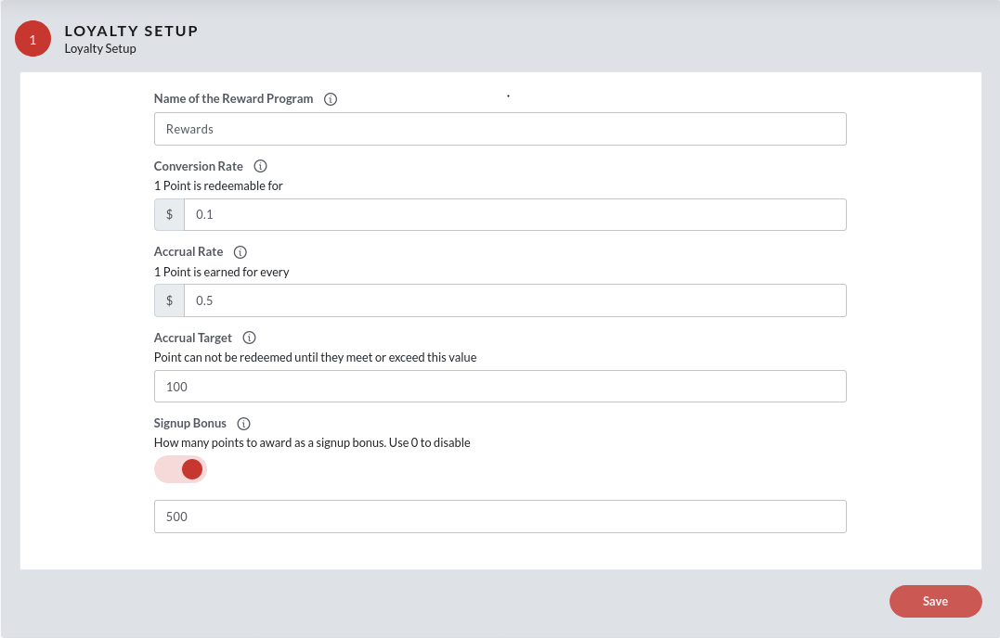 1
LOYALTY SETUP
Loyalty Setup
Name of the Reward Program
Rewards
Conversion Rate
1 Point is redeemable for
$ 0.1
Accrual Rate
1 Point is earned for every
$ 0.5
Accrual Target
Point can not be redeemed until they meet or exceed this value
100
Signup Bonus
How many points to award as a signup bonus. Use 0 to disable
500
Save